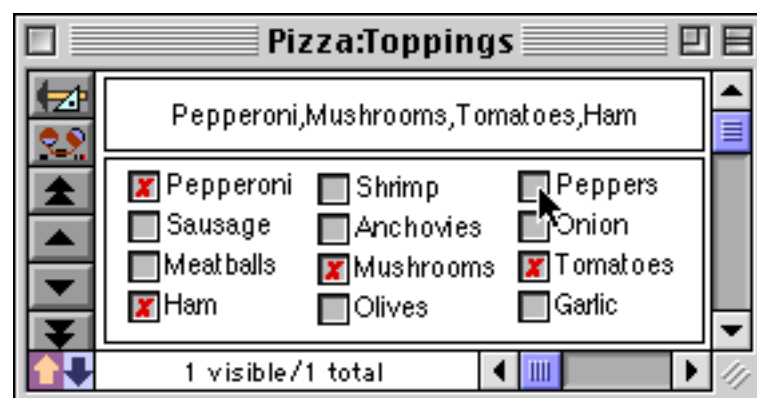 Pizza:Toppings
Pepperoni,Mushrooms,Tomatoes,Ham
Pepperoni Shrimp Peppers
Sausage Anchovies Onion
Meatballs Mushrooms Tomatoes
Ham Olives Garlic
1 visible/1 total